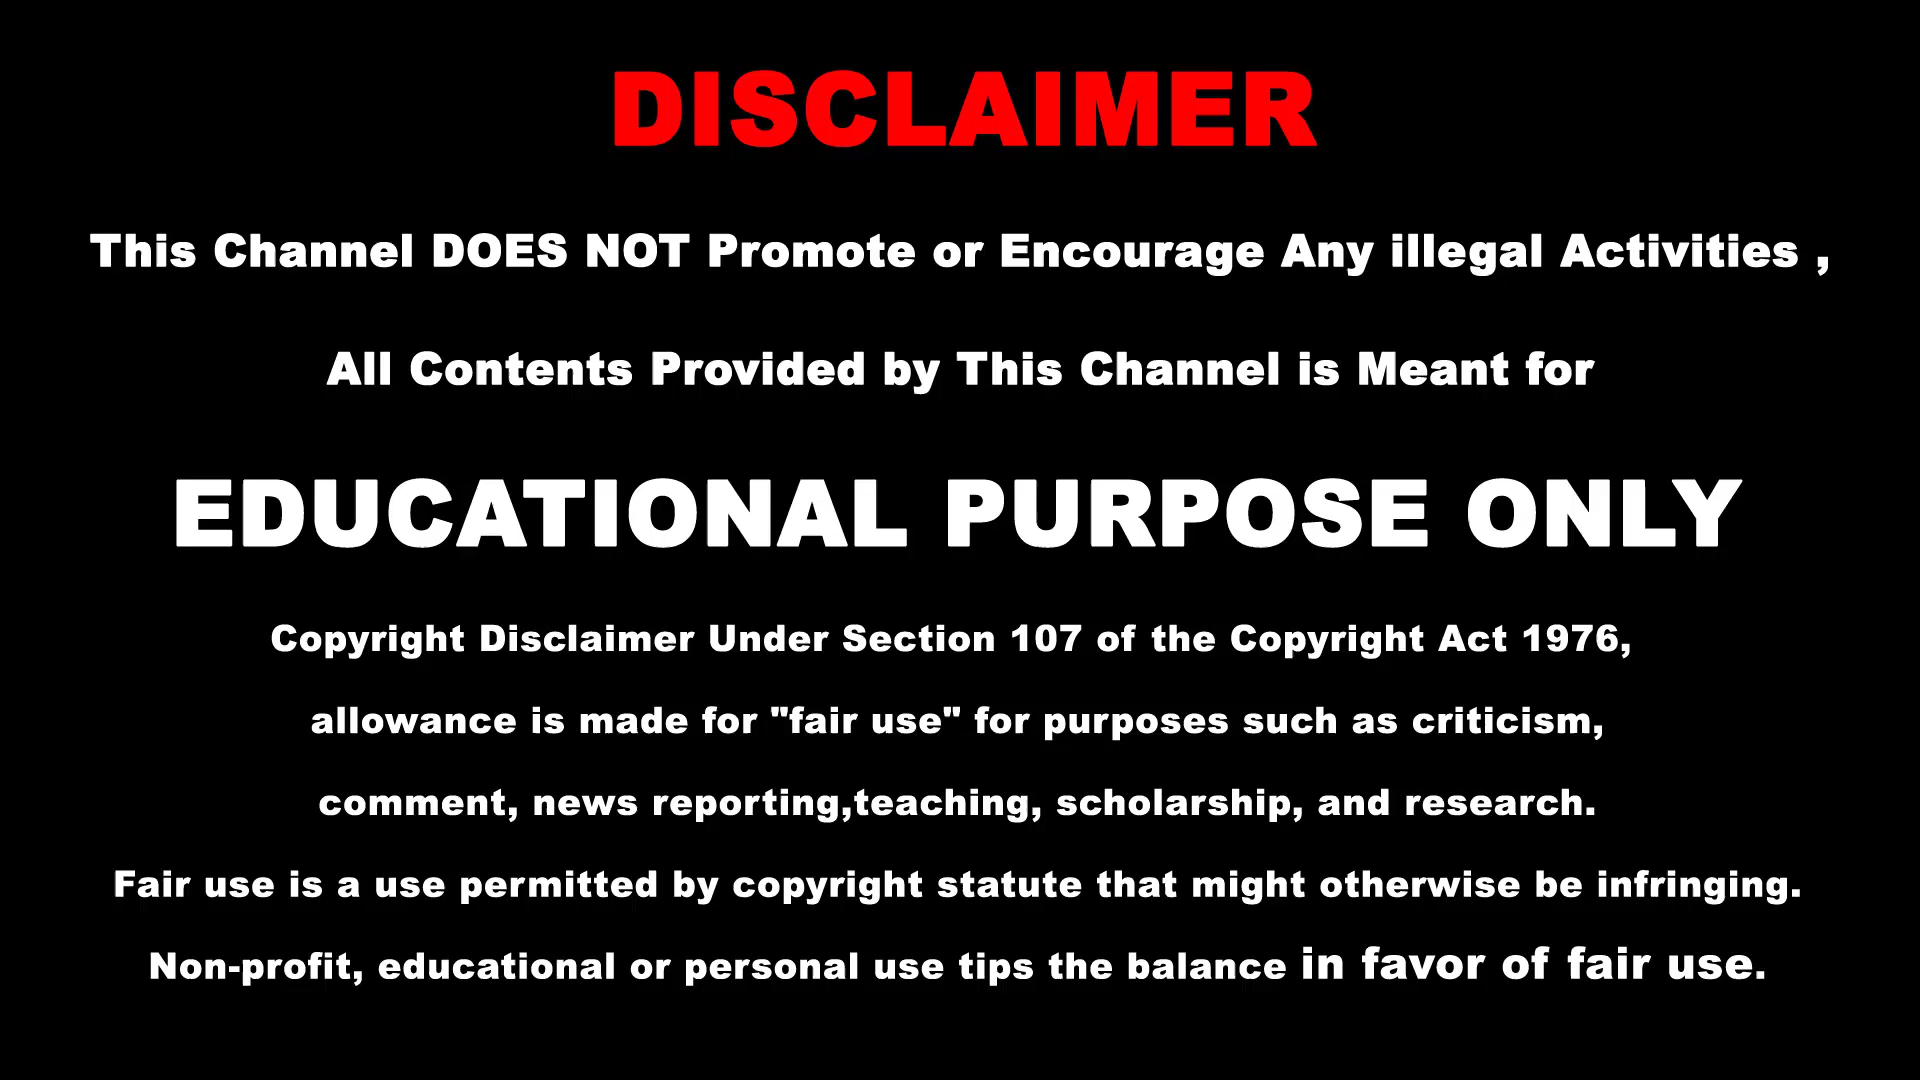 DISCLAIMER
This Channel DOES NOT Promote or Encourage Any illegal Activities ,
All Contents Provided by This Channel is Meant for
EDUCATIONAL PURPOSE ONLY
Copyright Disclaimer Under Section 107 of the Copyright Act 1976,
allowance is made for "fair use" for purposes such as criticism,
comment, news reporting,teaching, scholarship, and research.
Fair use is a use permitted by copyright statute that might otherwise be infringing.
Non-profit, educational or personal use tips the balance in favor of fair use.